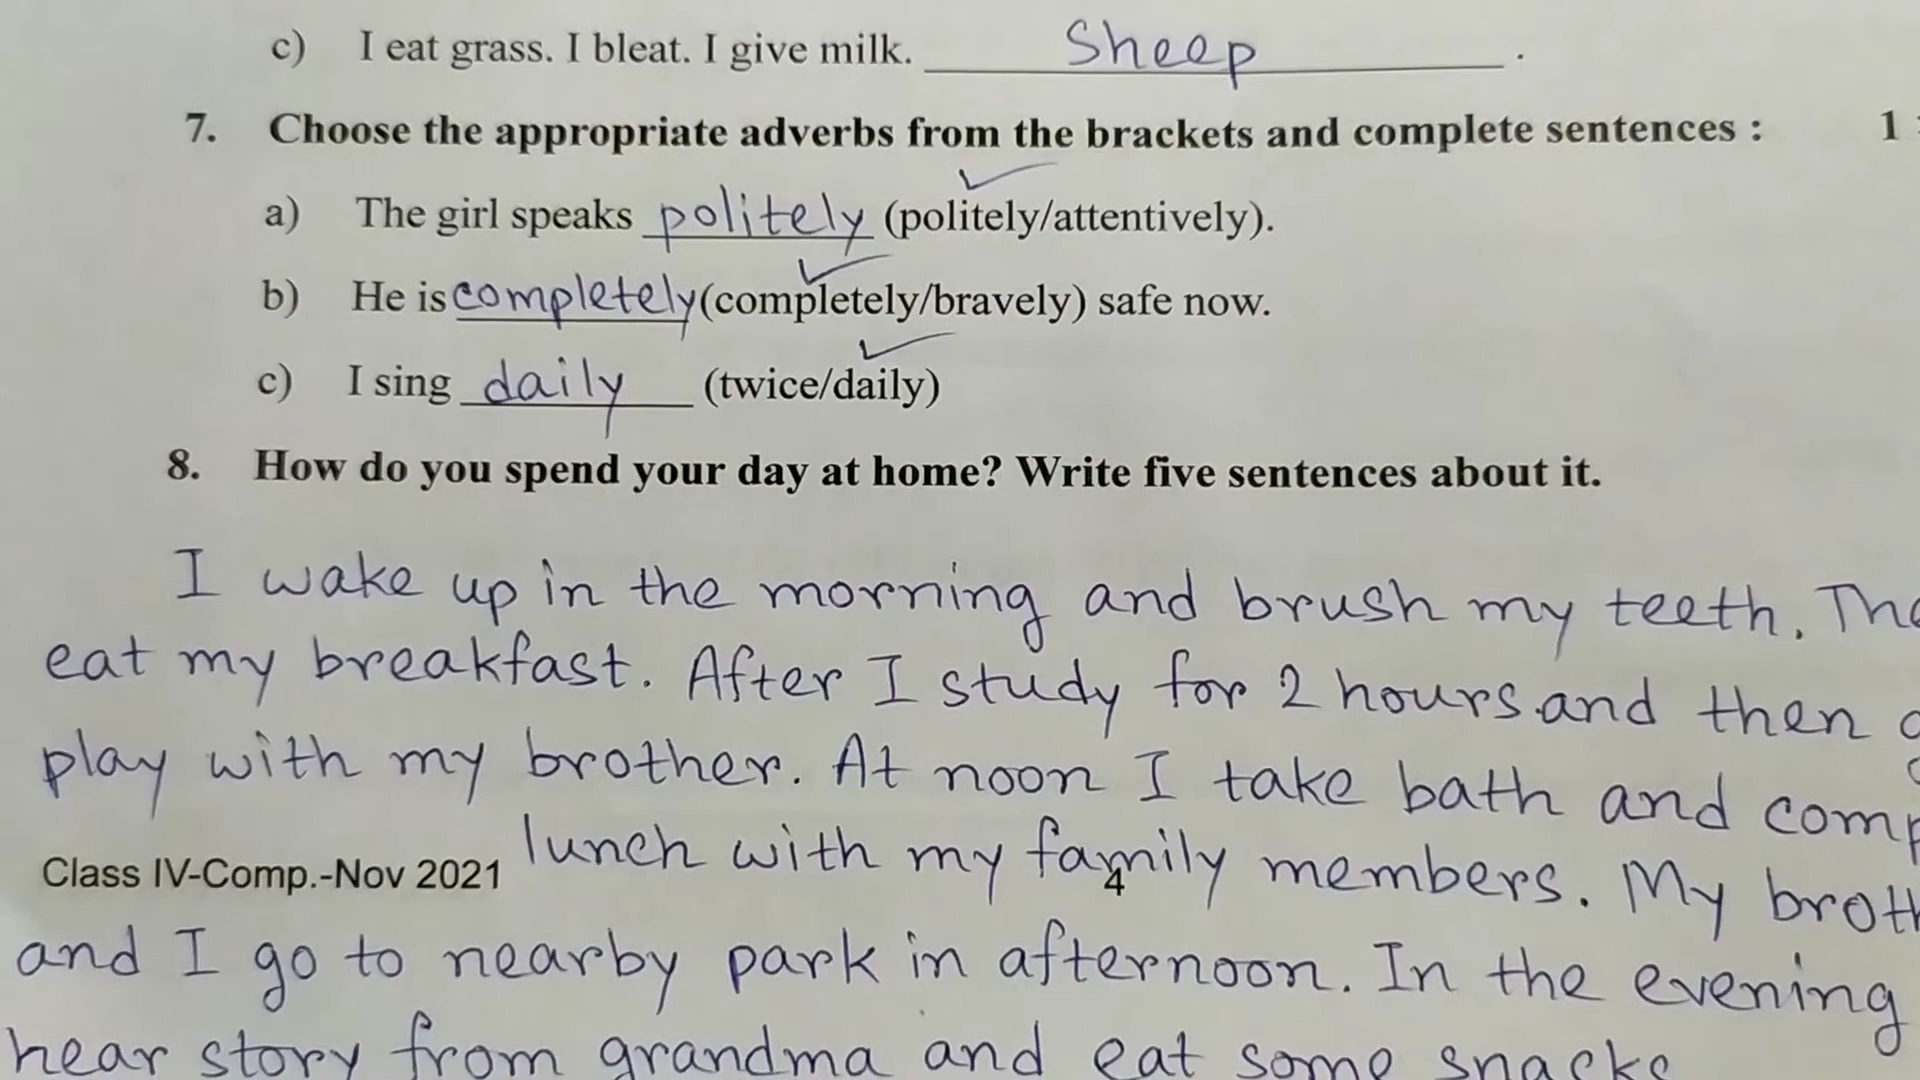 c) I eat grass. I bleat. I give milk. Sheep .
7. Choose the appropriate adverbs from the brackets and complete sentences : 1
a) The girl speaks politely (politely/attentively).
b) He is completely (completely/bravely) safe now.
c) I sing daily (twice/daily)
8. How do you spend your day at home? Write five sentences about it.
I wake up in the morning and brush my teeth.
eat my breakfast. After I study for 2 hours and then
play with my brother. At noon I take bath and
lunch with my family members. My
Class IV-Comp.-Nov 2021 4
and I go to nearby park in afternoon. In the evening
hear story from grandma and eat some snacks